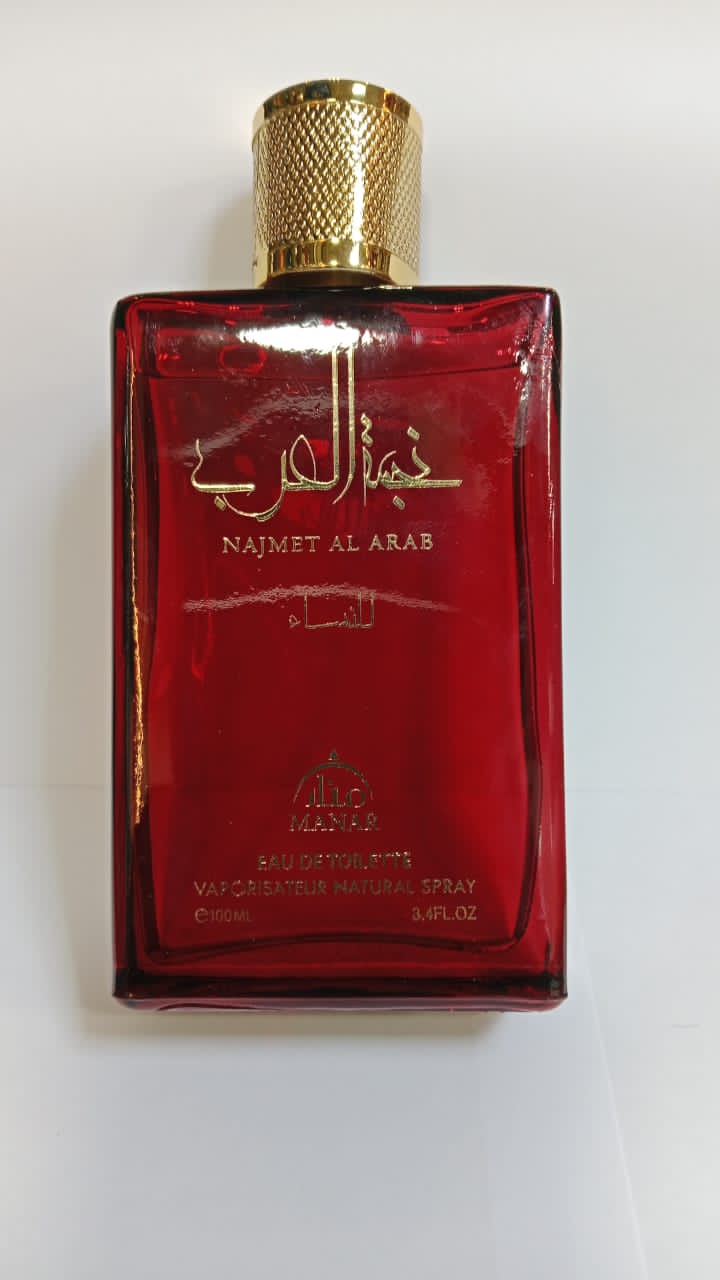 نجمة العرب
NAJMET AL ARAB
للنساء
منار
MANAR
EAU DE TOILETTE
VAPORISATEUR NATURAL SPRAY
℮100ML 3,4FL.OZ